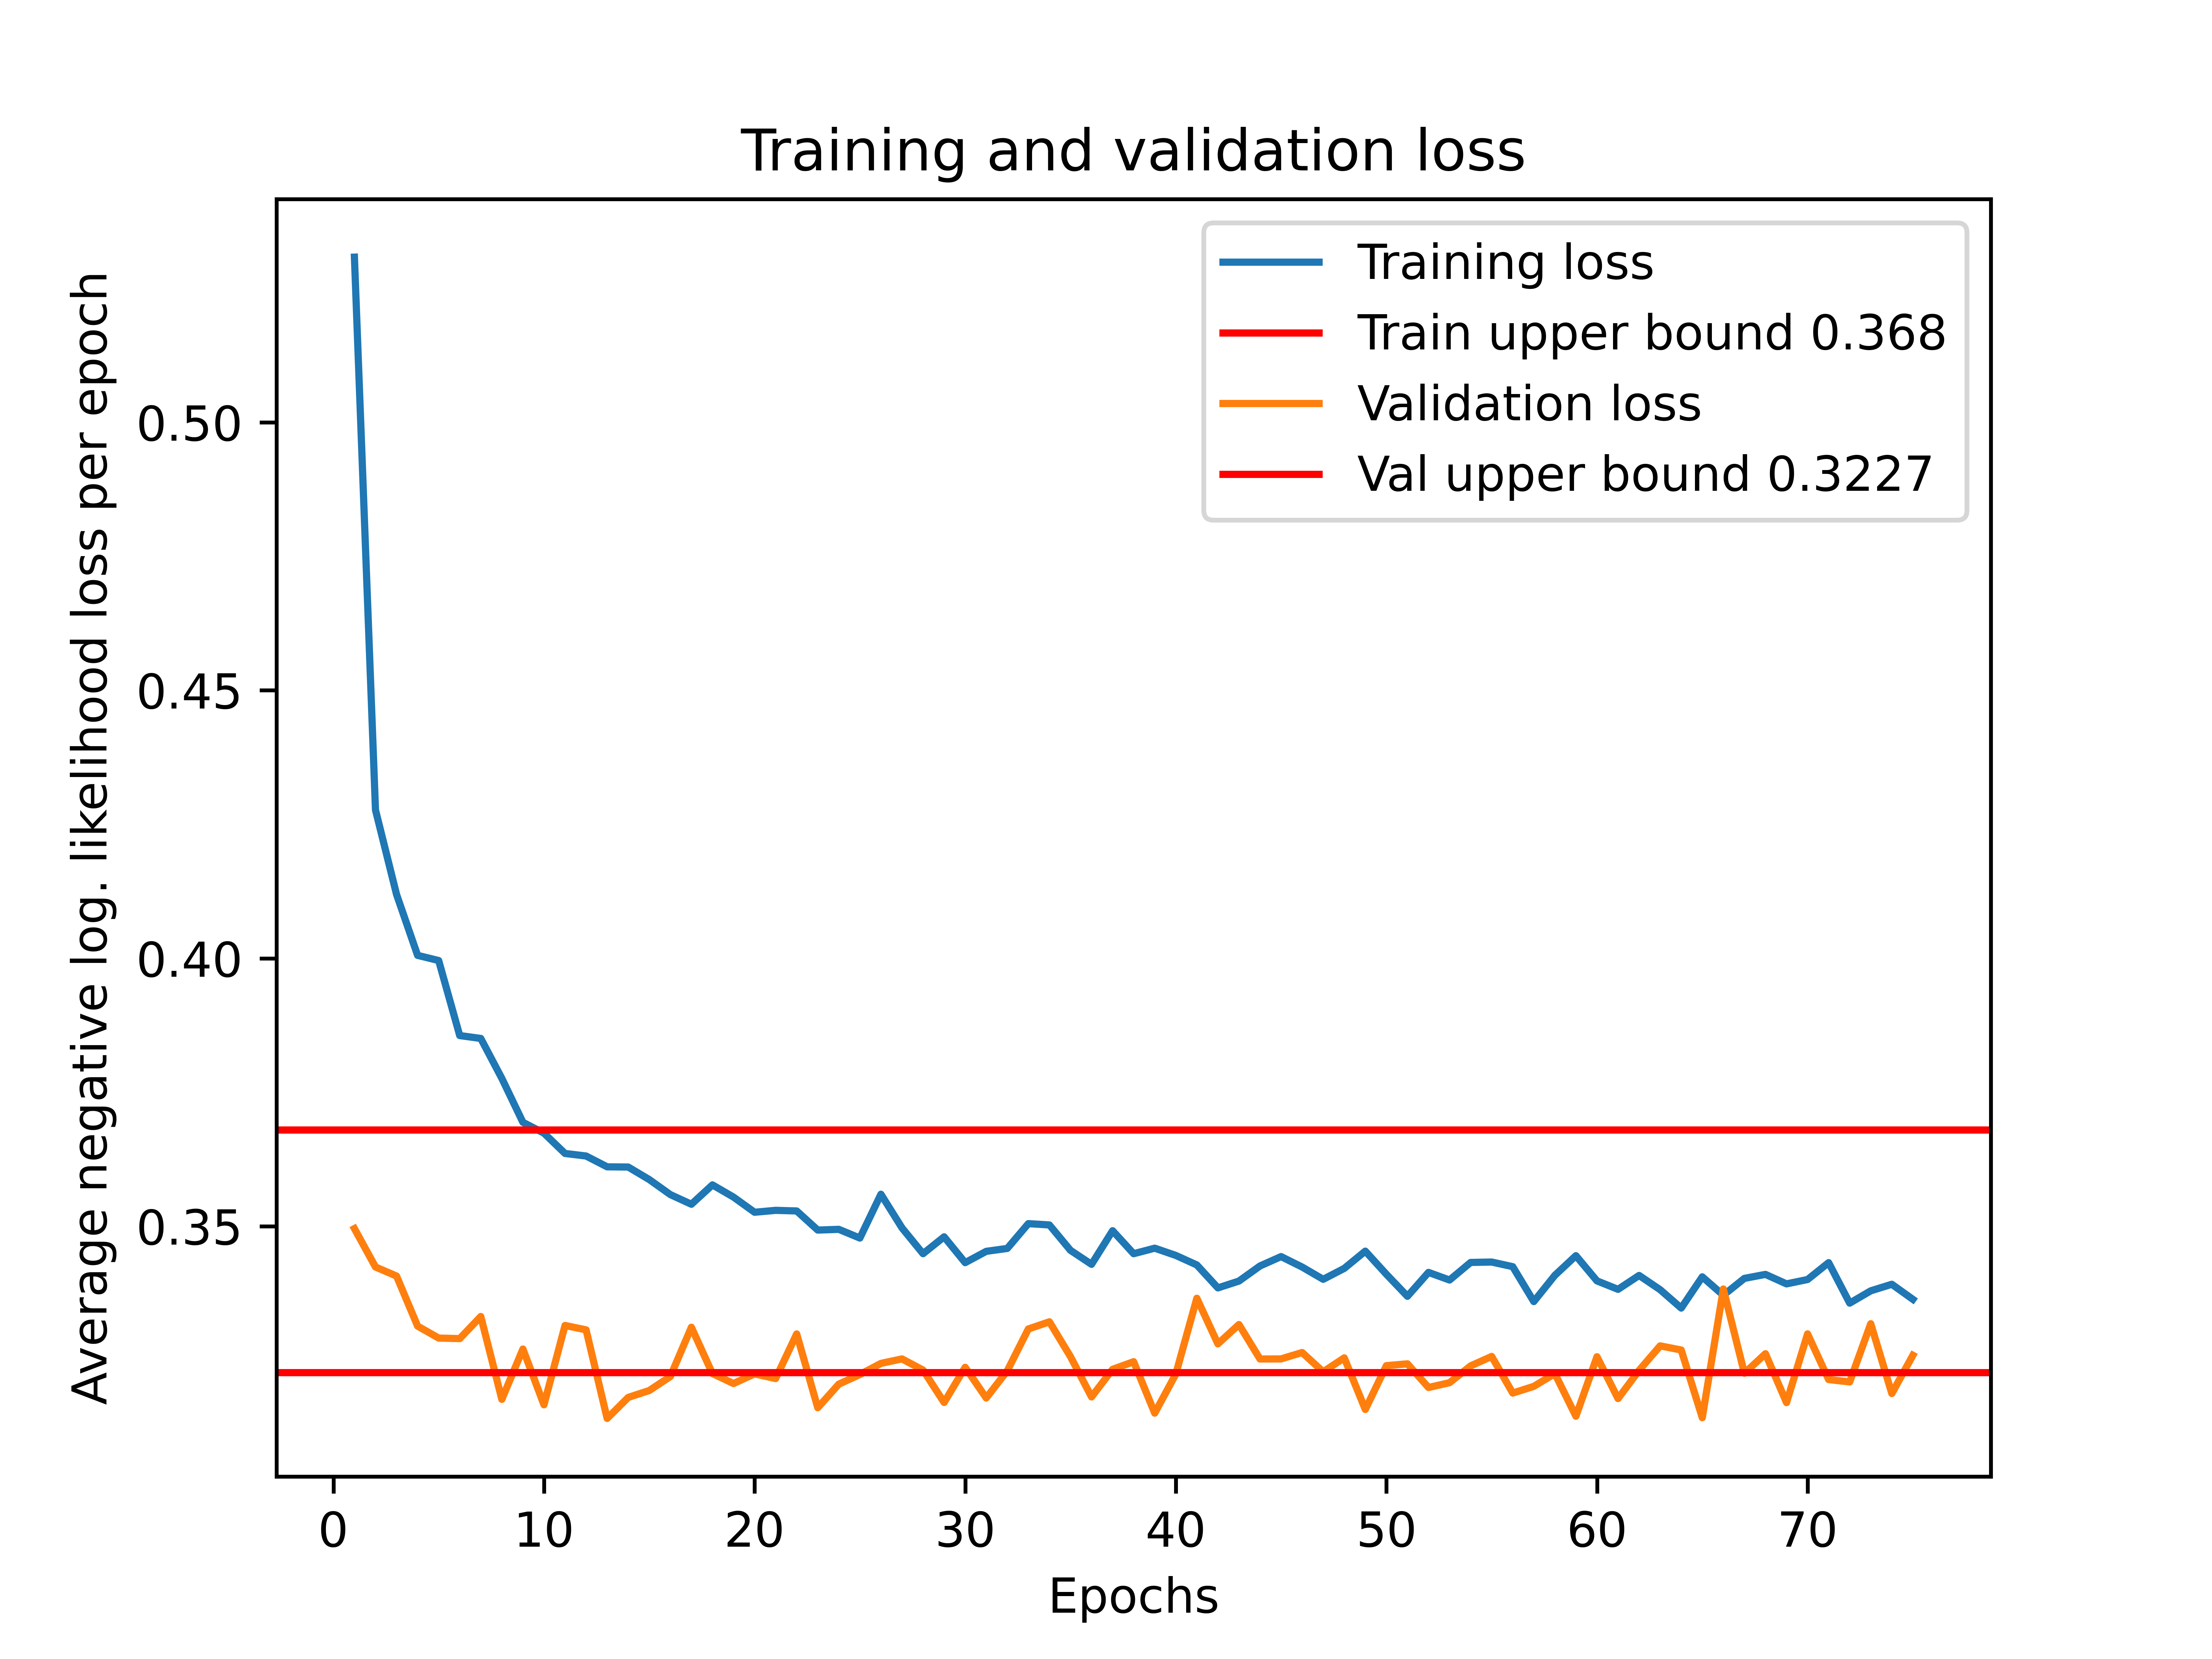 Training and validation loss
Training loss
Train upper bound 0.368
Validation loss
Val upper bound 0.3227
Average negative log. likelihood loss per epoch
0.50
0.45
0.40
0.35
0 10 20 30 40 50 60 70
Epochs